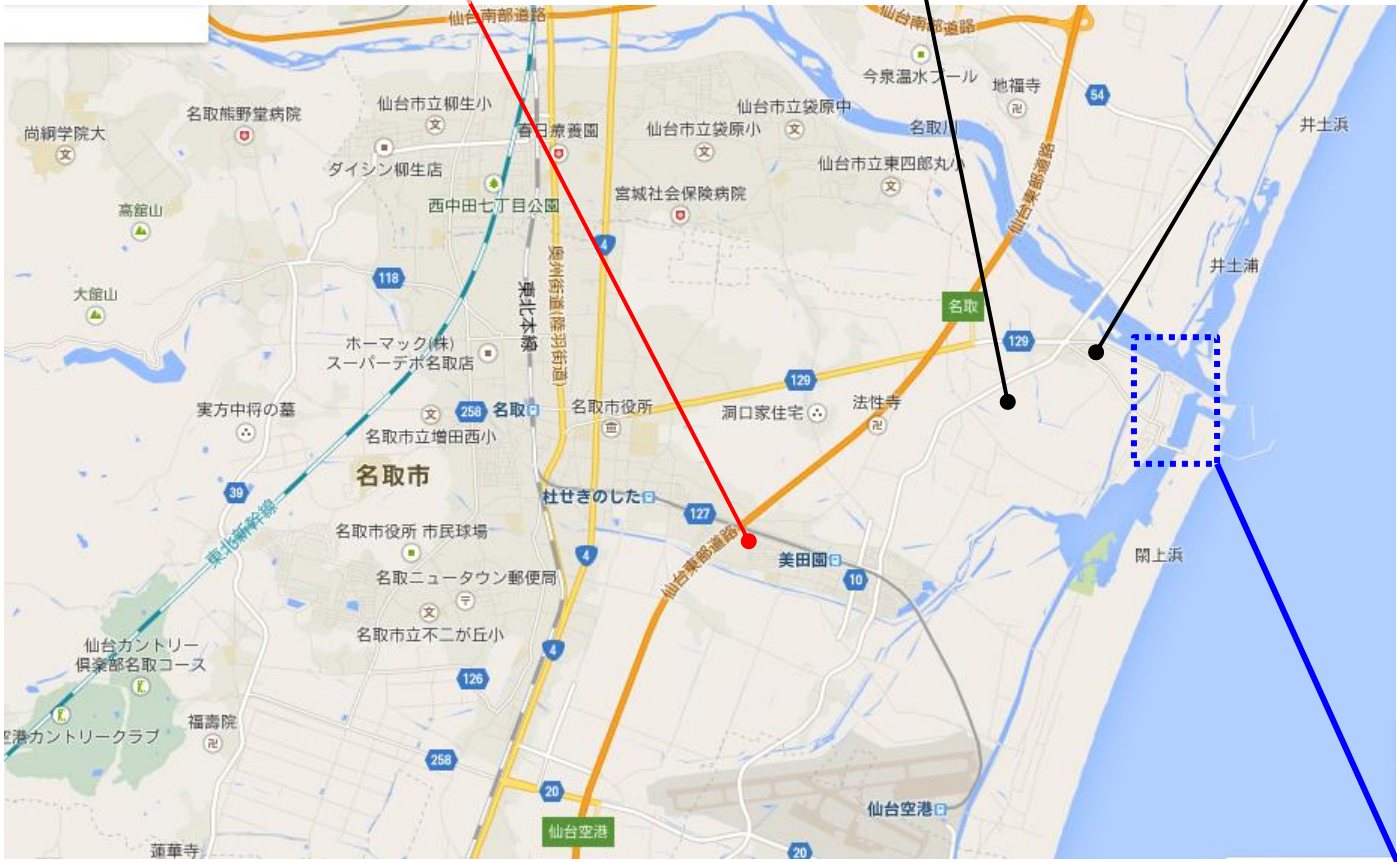 仙台南部道路
仙台南部道路
今泉温水プール
地福寺
54
井土浜
名取熊野堂病院
仙台市立柳生小
尚絅学院大
春日療養園
仙台市立袋原中
仙台市立袋原小
名取川
ダイシン柳生店
仙台市立東四郎丸小
西中田七丁目公園
宮城社会保険病院
高館山
仙台東部道路
4
奥州街道(陸羽街道)
井土浦
118
大館山
東北本線
名取
129
ホーマック(株)
スーパーデポ名取店
129
実方中将の墓
258
名取
名取市役所
洞口家住宅
法性寺
名取市立増田西小
名取市
39
杜せきのした
127
東北新幹線
名取市役所 市民球場
仙台東部道路
4
美田園
10
閖上浜
名取ニュータウン郵便局
名取市立不二が丘小
仙台カントリー
倶楽部名取コース
4
126
福壽院
空港カントリークラブ
258
20
仙台空港
仙台空港
蓮華寺
20